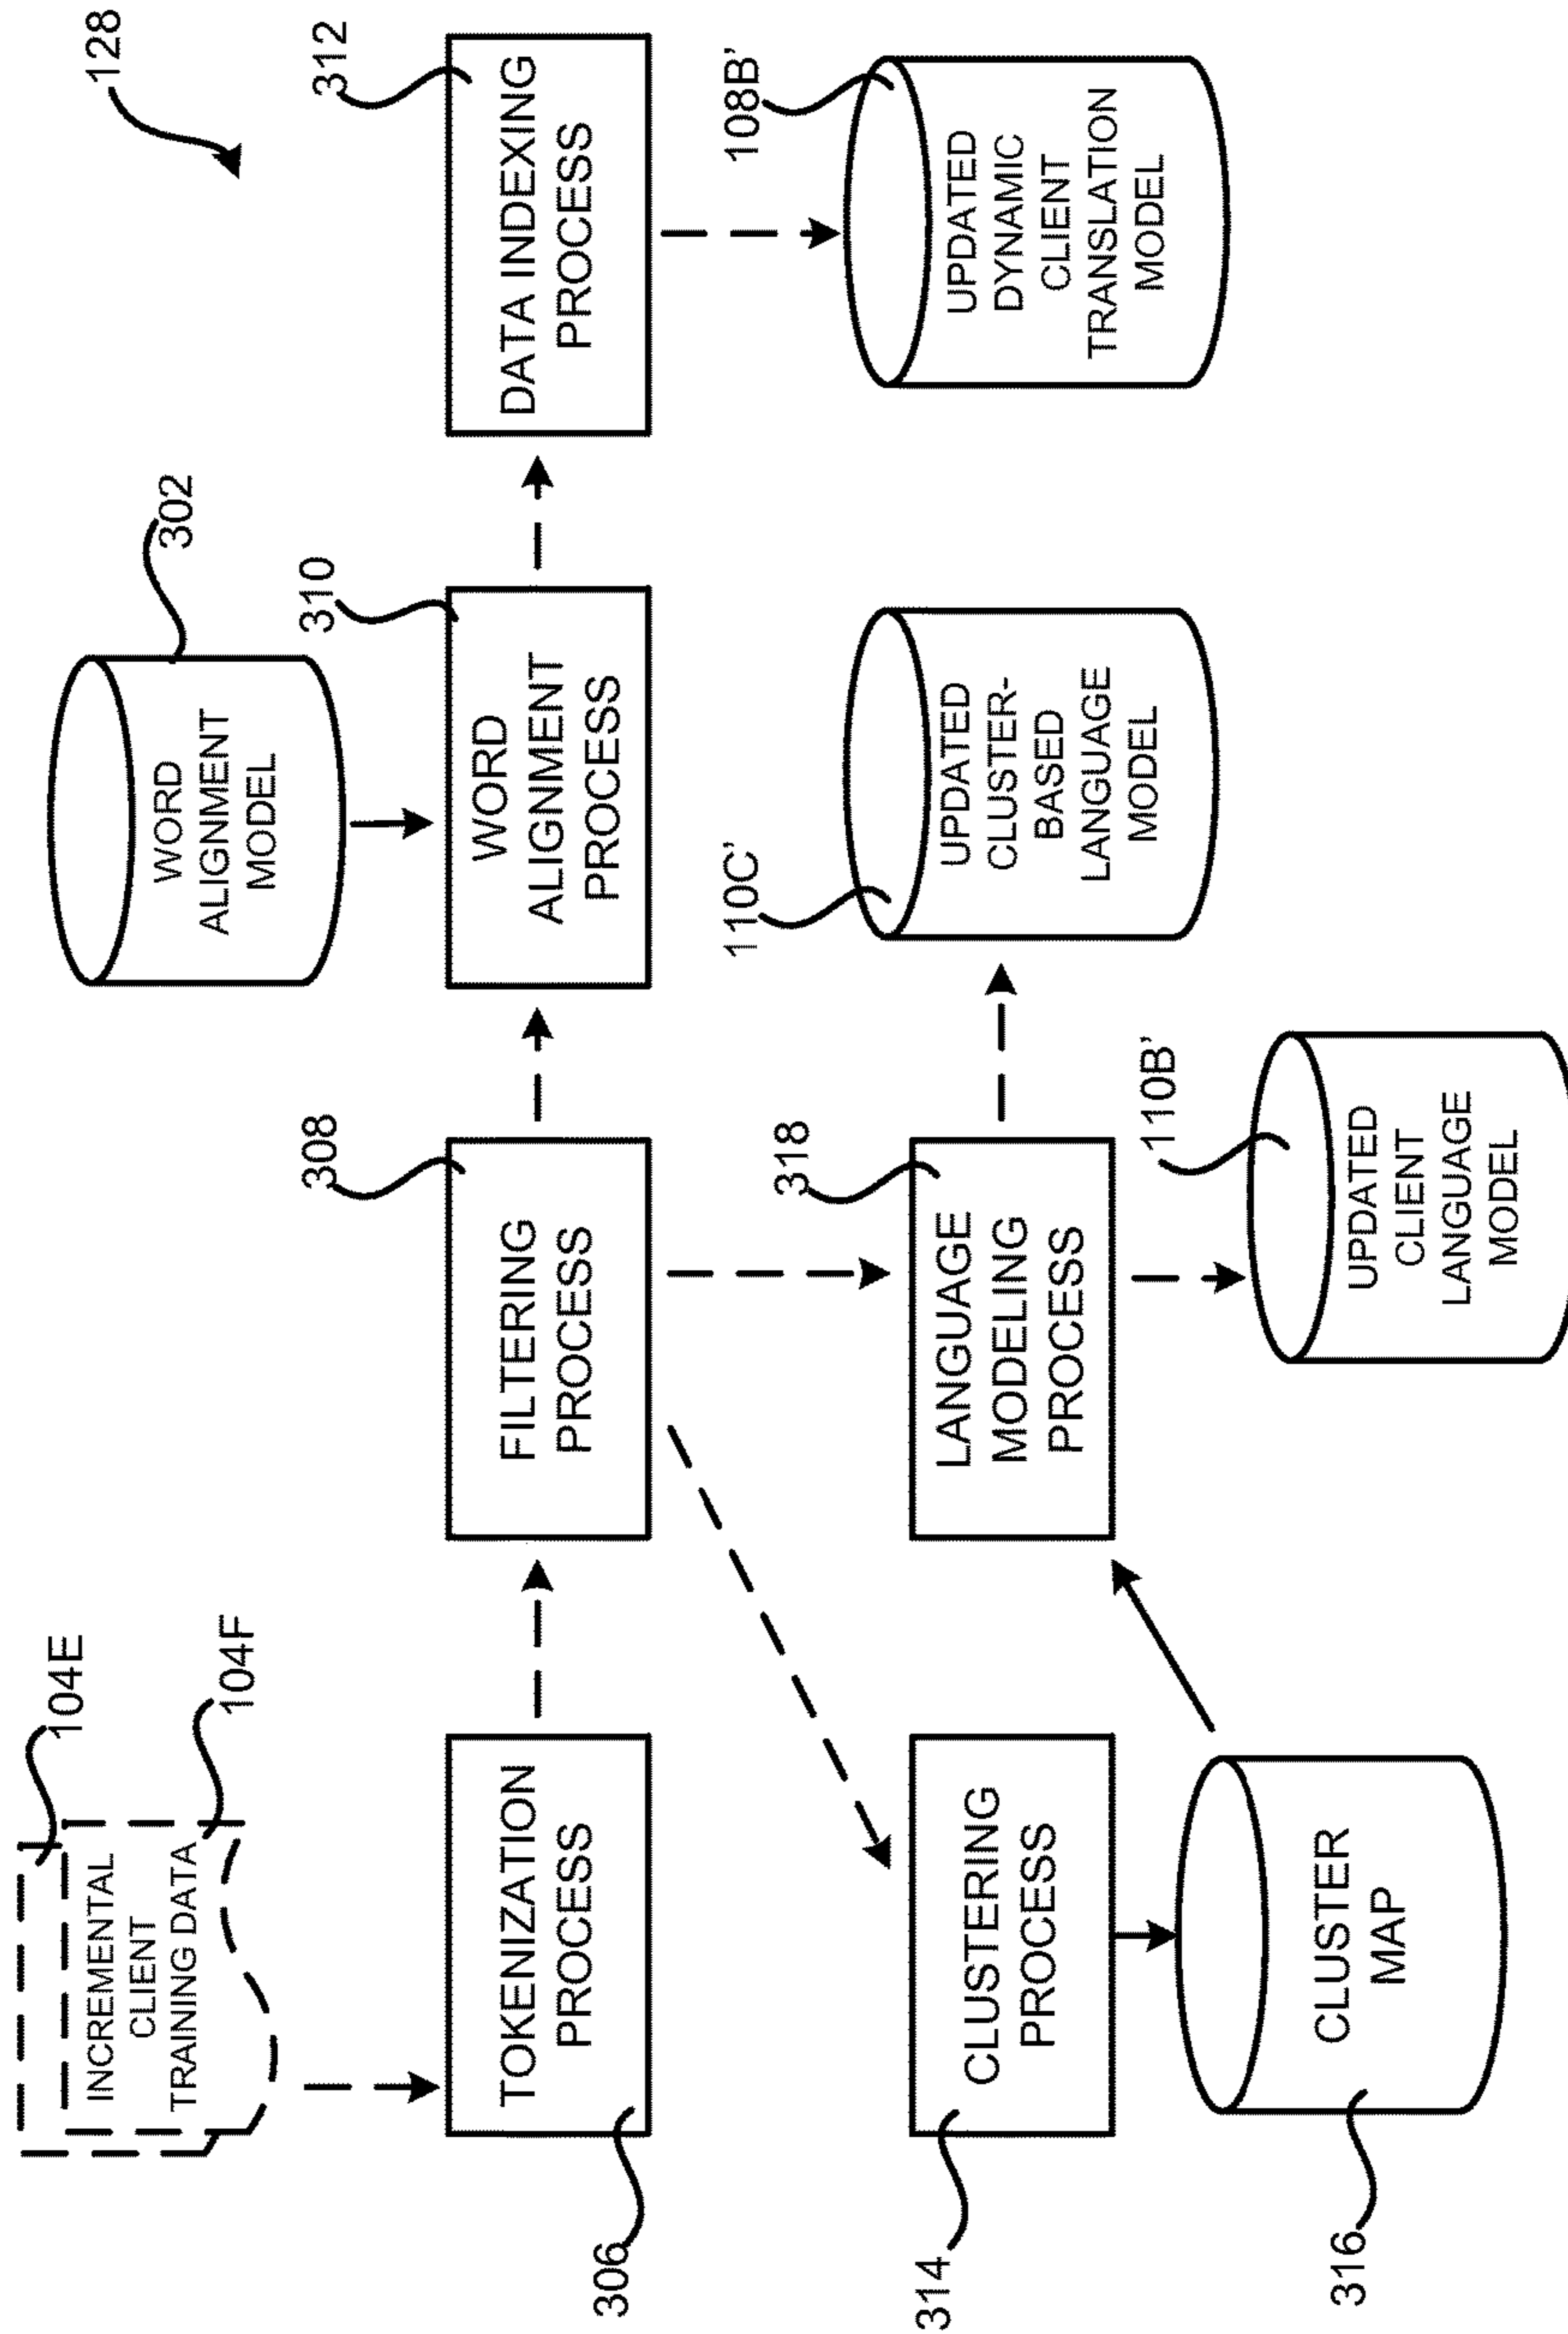 128
104E
104F
INCREMENTAL
CLIENT
TRAINING DATA
302
WORD
ALIGNMENT
MODEL
306
TOKENIZATION
PROCESS
308
FILTERING
PROCESS
310
WORD
ALIGNMENT
PROCESS
312
DATA INDEXING
PROCESS
314
CLUSTERING
PROCESS
318
LANGUAGE
MODELING
PROCESS
110C’
UPDATED
CLUSTER-
BASED
LANGUAGE
MODEL
108B’
UPDATED
DYNAMIC
CLIENT
TRANSLATION
MODEL
316
CLUSTER
MAP
110B’
UPDATED
CLIENT
LANGUAGE
MODEL